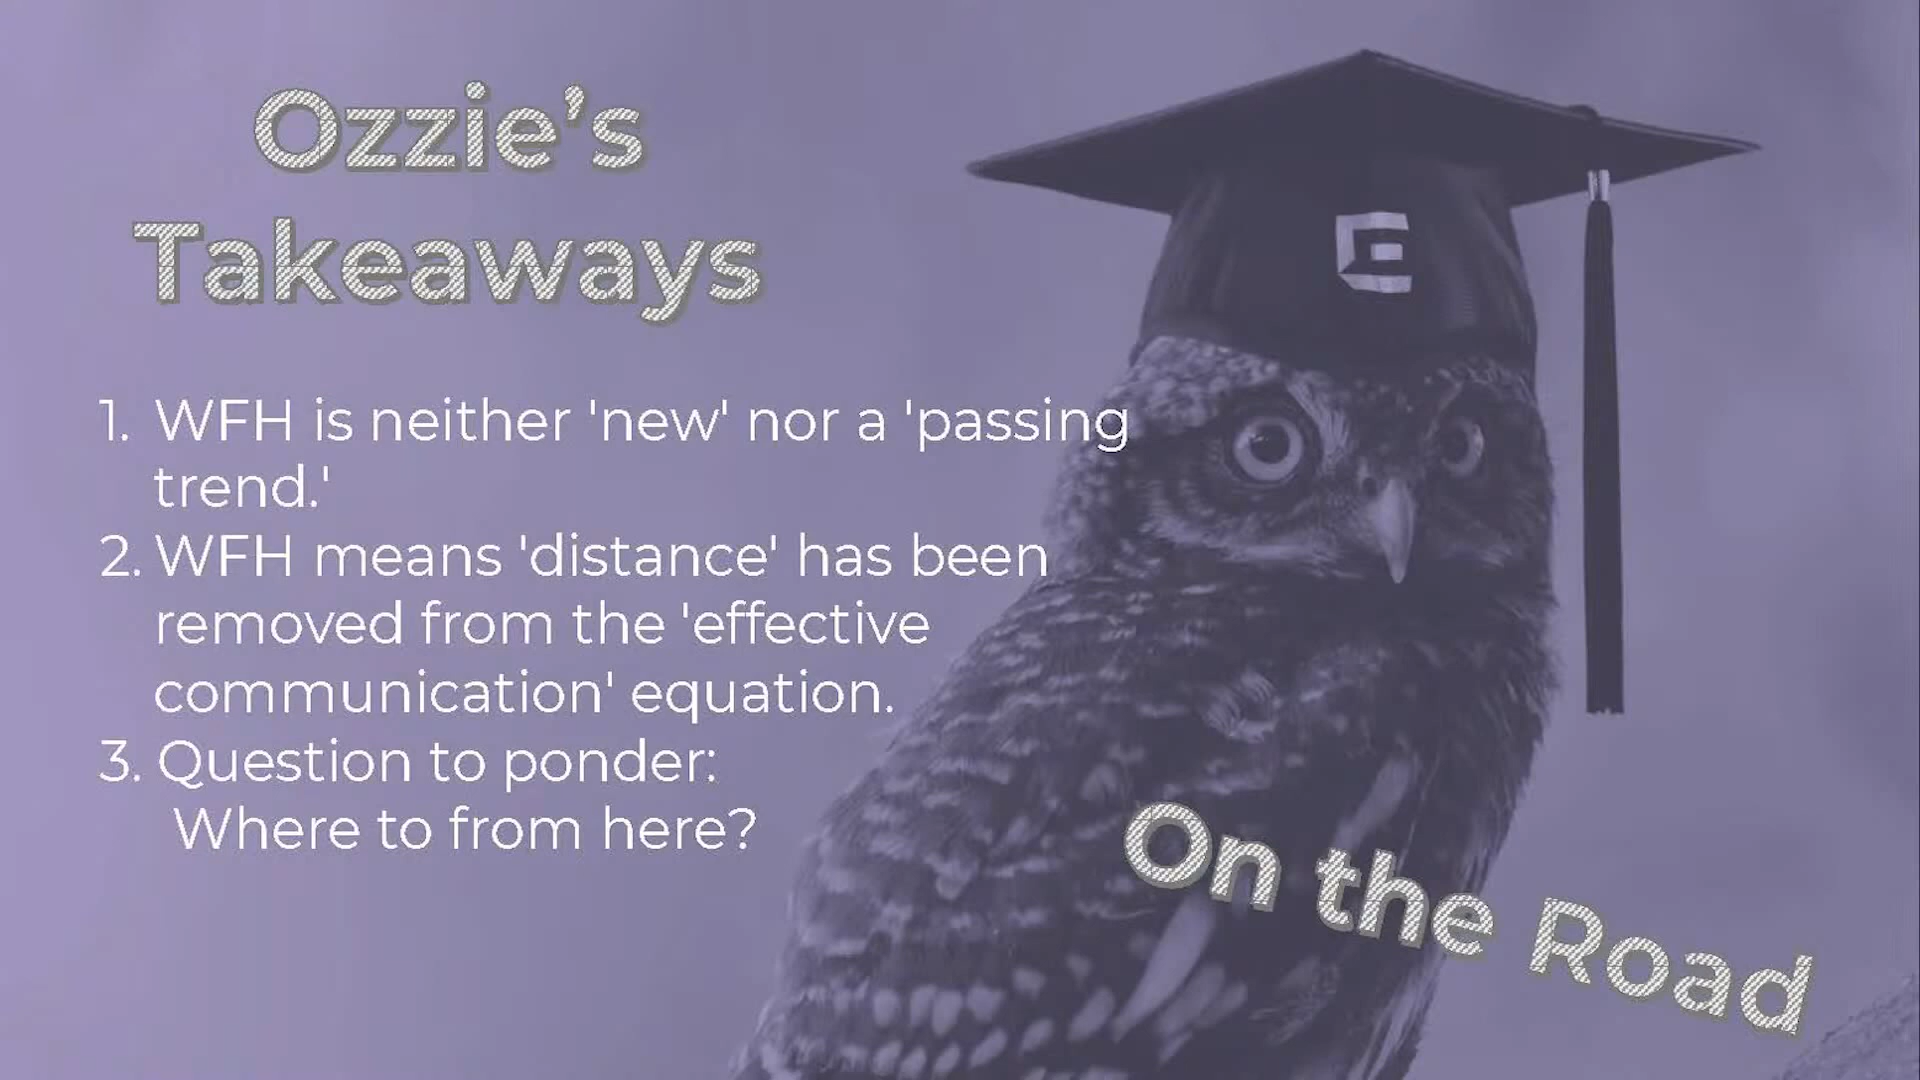 Ozzie's
Takeaways
1. WFH is neither 'new' nor a 'passing
trend.'
2. WFH means 'distance' has been
removed from the 'effective
communication' equation.
3. Question to ponder:
Where to from here?
On the Road